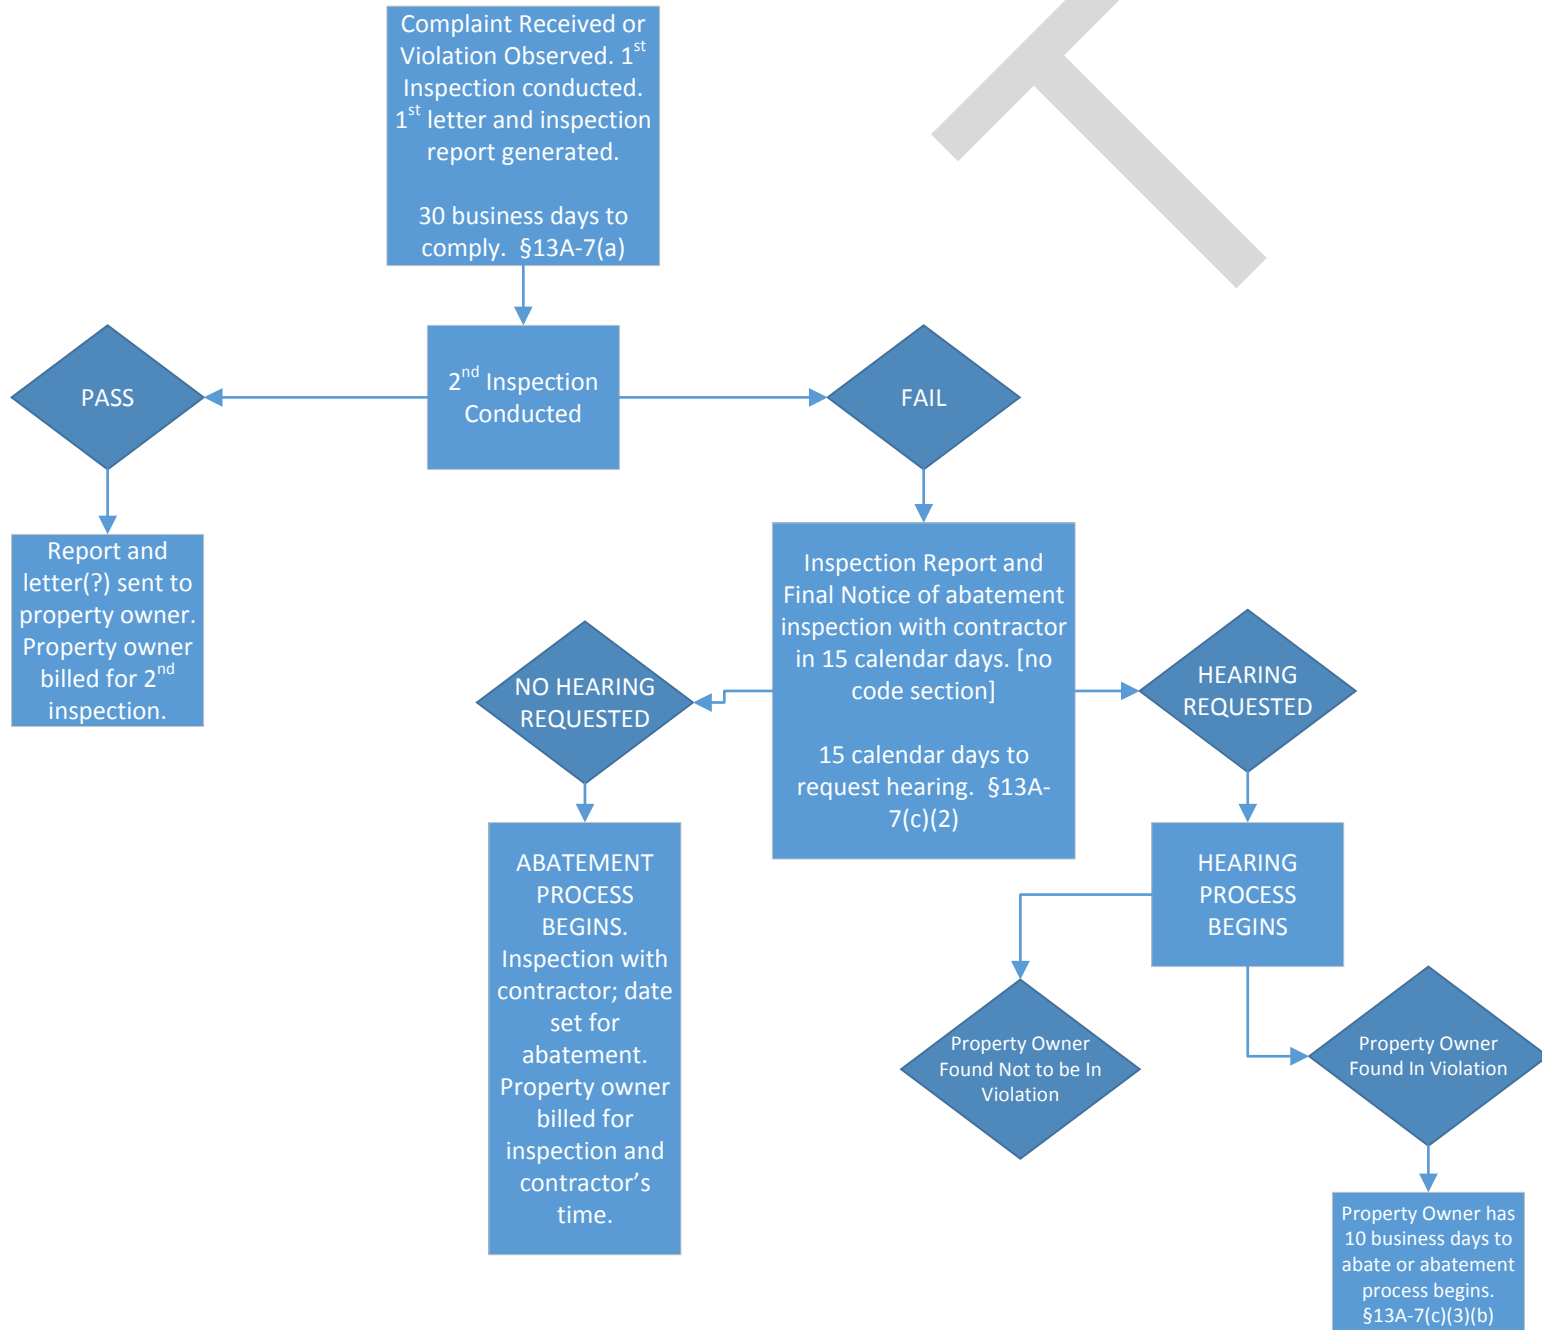 Complaint Received or
Violation Observed. 1st
Inspection conducted.
1st letter and inspection
report generated.
30 business days to
comply. §13A-7(a)
PASS
2nd Inspection
Conducted
FAIL
Report and
letter(?) sent to
property owner.
Property owner
billed for 2nd
inspection.
Inspection Report and
Final Notice of abatement
inspection with contractor
in 15 calendar days. [no
code section]
15 calendar days to
request hearing. §13A-
7(c)(2)
NO HEARING
REQUESTED
HEARING
REQUESTED
ABATEMENT
PROCESS
BEGINS.
Inspection with
contractor; date
set for
abatement.
Property owner
billed for
inspection and
contractor’s
time.
HEARING
PROCESS
BEGINS
Property Owner
Found Not to be In
Violation
Property Owner
Found In Violation
Property Owner has
10 business days to
abate or abatement
process begins.
§13A-7(c)(3)(b)